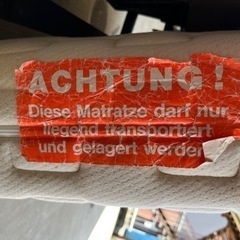 ACHTUNG!
Diese Matratze darf nur
liegend transportiert
und gelagert werden